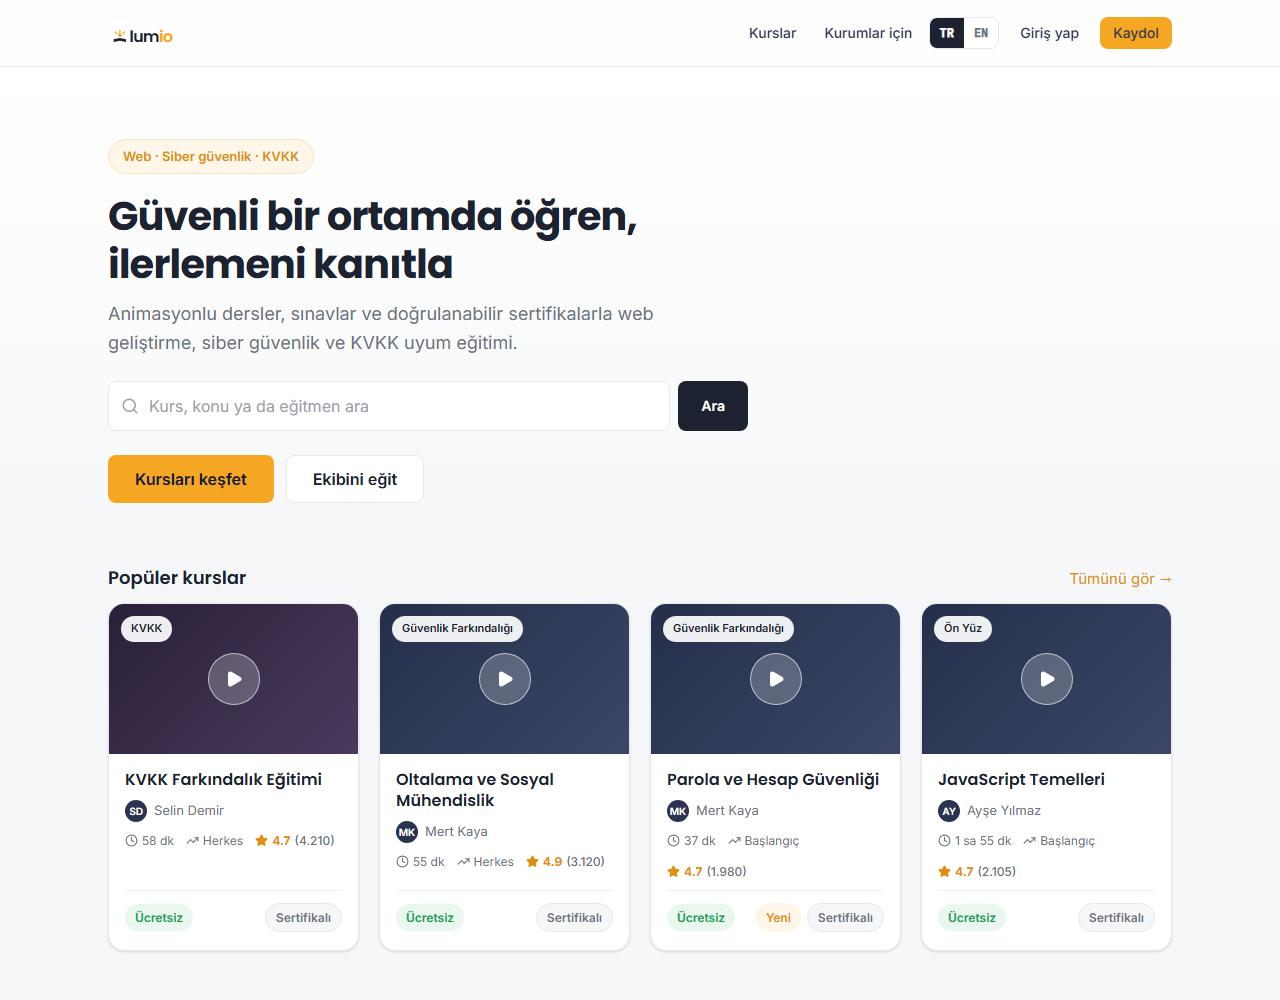 lumio
Kurslar
Kurumlar için
TR
EN
Giriş yap
Kaydol
Web · Siber güvenlik · KVKK
Güvenli bir ortamda öğren,
ilerlemeni kanıtla
Animasyonlu dersler, sınavlar ve doğrulanabilir sertifikalarla web
geliştirme, siber güvenlik ve KVKK uyum eğitimi.
Kurs, konu ya da eğitmen ara
Ara
Kursları keşfet
Ekibini eğit
Popüler kurslar
Tümünü gör →
KVKK
KVKK Farkındalık Eğitimi
SD Selin Demir
58 dk Herkes 4.7 (4.210)
Ücretsiz
Sertifikalı
Güvenlik Farkındalığı
Oltalama ve Sosyal
Mühendislik
MK Mert Kaya
55 dk Herkes 4.9 (3.120)
Ücretsiz
Sertifikalı
Güvenlik Farkındalığı
Parola ve Hesap Güvenliği
MK Mert Kaya
37 dk Başlangıç
4.7 (1.980)
Ücretsiz
Yeni
Sertifikalı
Ön Yüz
JavaScript Temelleri
AY Ayşe Yılmaz
1 sa 55 dk Başlangıç
4.7 (2.105)
Ücretsiz
Sertifikalı